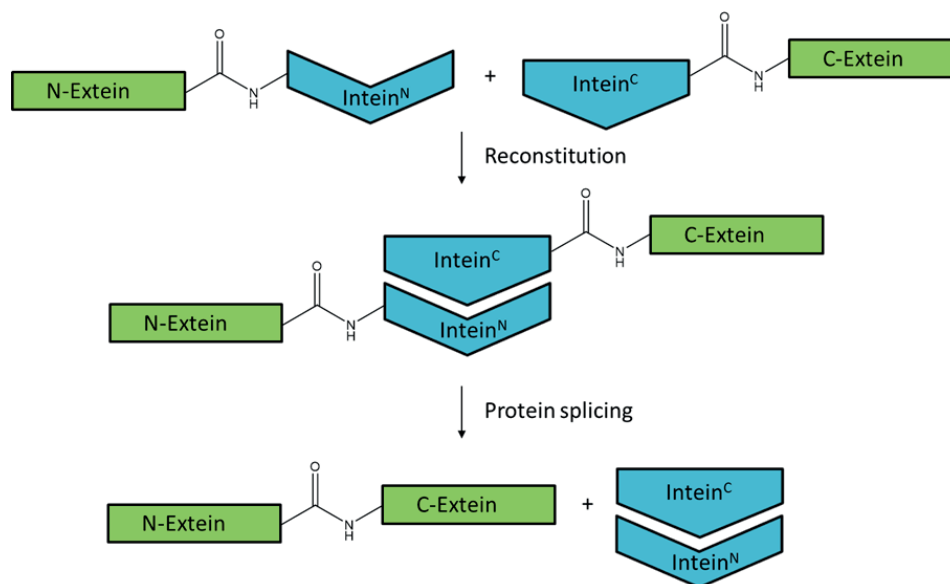 O
N-Extein
N
H
Intein^N
+
Intein^C
O
N
H
C-Extein
Reconstitution
O
N-Extein
N
H
Intein^C
Intein^N
O
N
H
C-Extein
Protein splicing
O
N-Extein
N
H
C-Extein
+
Intein^C
Intein^N